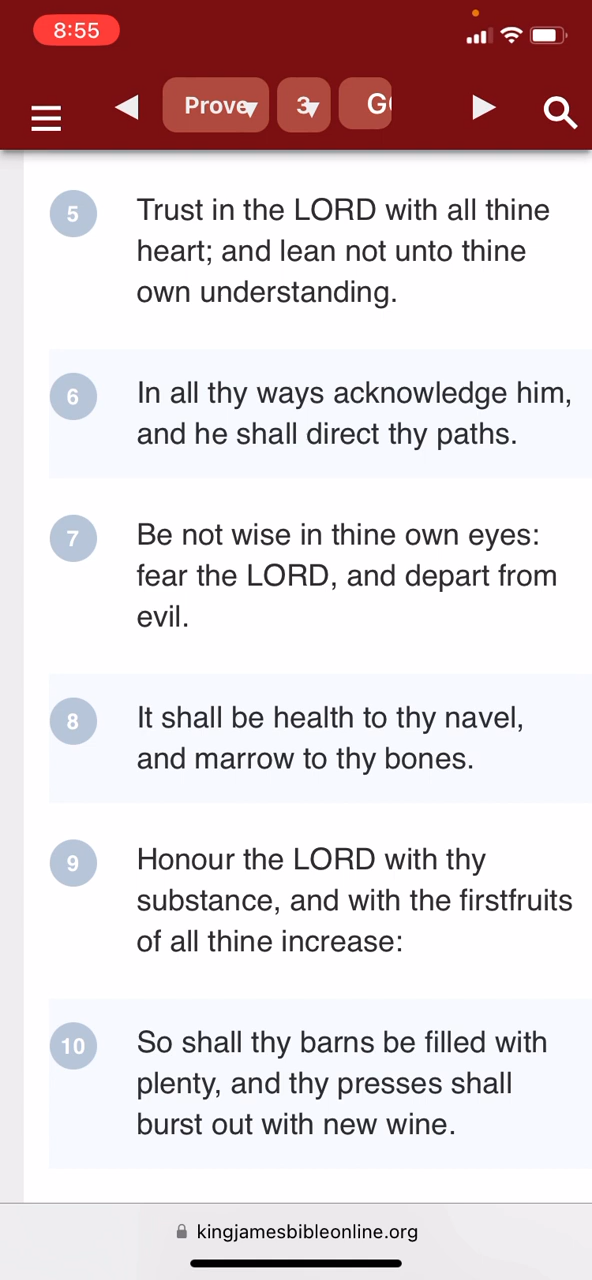 8:55
Prove 3 G
5 Trust in the LORD with all thine
heart; and lean not unto thine
own understanding.
6 In all thy ways acknowledge him,
and he shall direct thy paths.
7 Be not wise in thine own eyes:
fear the LORD, and depart from
evil.
8 It shall be health to thy navel,
and marrow to thy bones.
9 Honour the LORD with thy
substance, and with the firstfruits
of all thine increase:
10 So shall thy barns be filled with
plenty, and thy presses shall
burst out with new wine.
kingjamesbibleonline.org